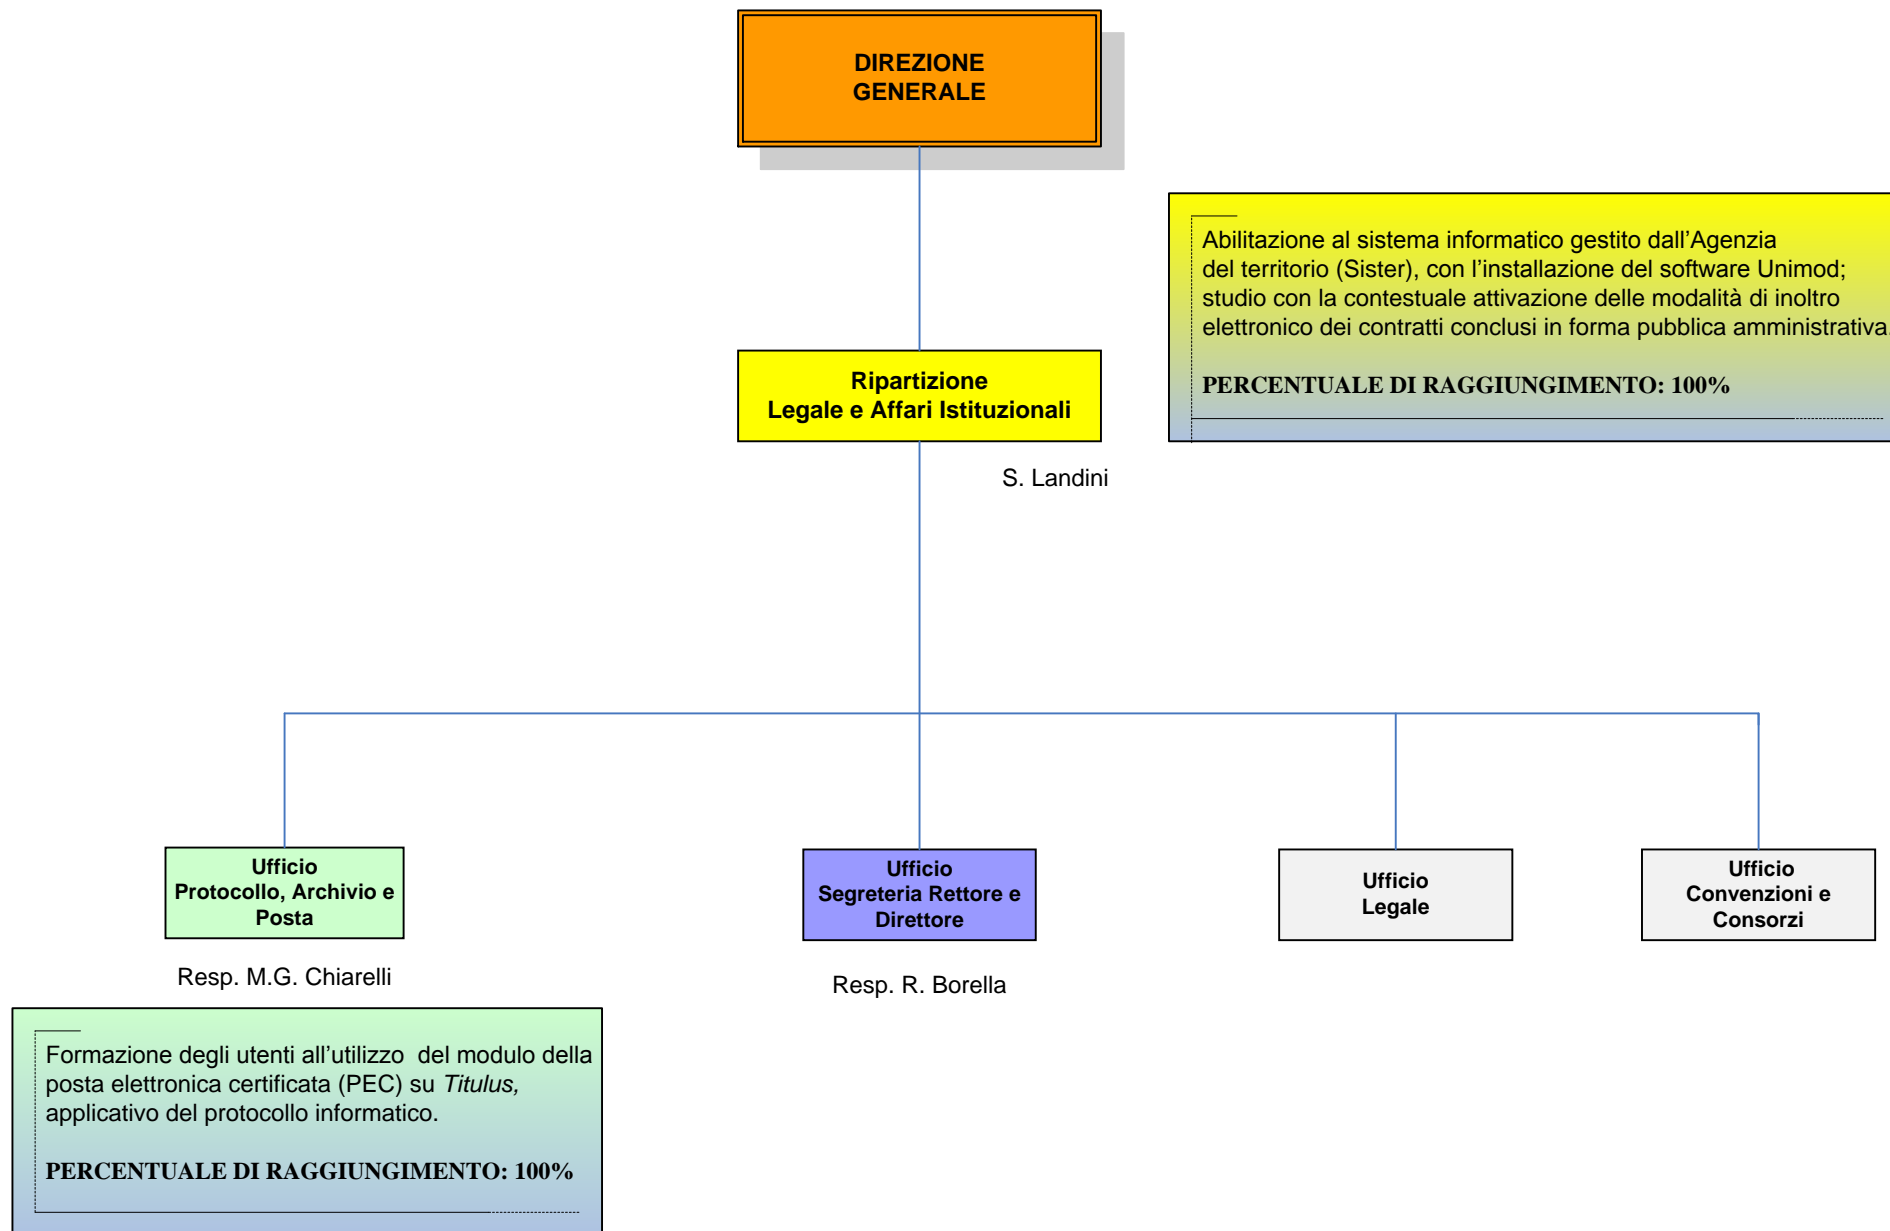 DIREZIONE
GENERALE
Abilitazione al sistema informatico gestito dall’Agenzia
del territorio (Sister), con l’installazione del software Unimod;
studio con la contestuale attivazione delle modalità di inoltro
elettronico dei contratti conclusi in forma pubblica amministrativa.
PERCENTUALE DI RAGGIUNGIMENTO: 100%
Ripartizione
Legale e Affari Istituzionali
S. Landini
Ufficio
Protocollo, Archivio e
Posta
Resp. M.G. Chiarelli
Ufficio
Segreteria Rettore e
Direttore
Resp. R. Borella
Ufficio
Legale
Ufficio
Convenzioni e
Consorzi
Formazione degli utenti all’utilizzo  del modulo della
posta elettronica certificata (PEC) su Titulus,
applicativo del protocollo informatico.
PERCENTUALE DI RAGGIUNGIMENTO: 100%